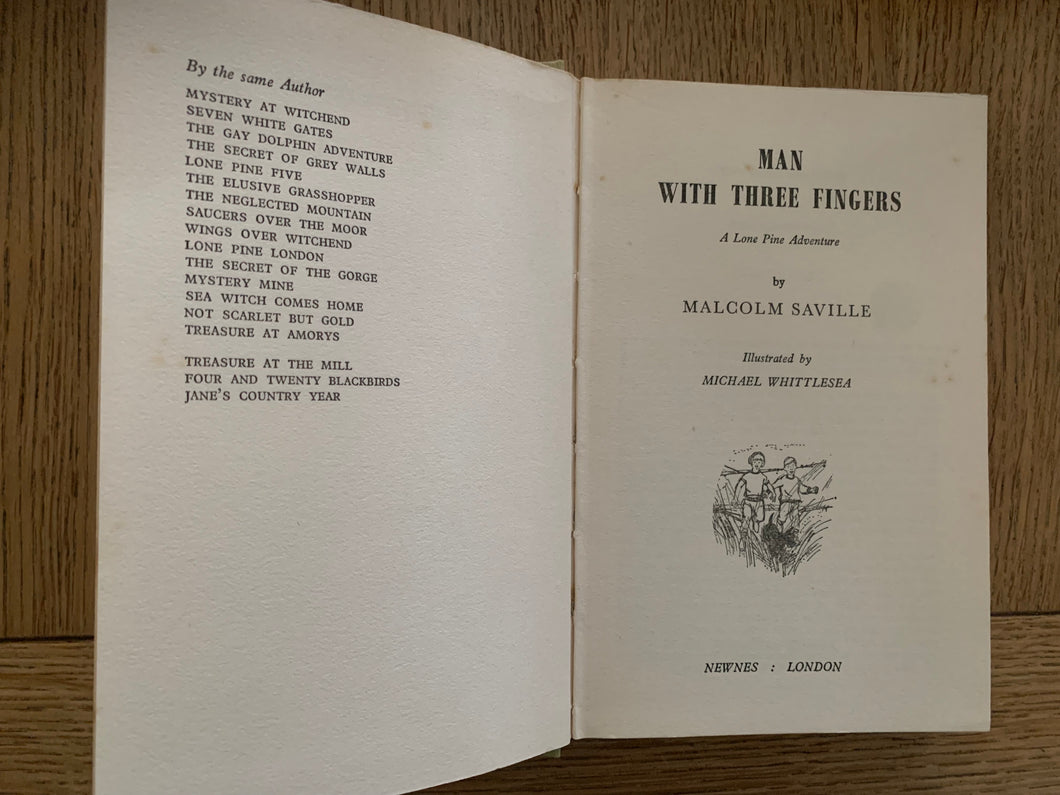 By the same Author
MYSTERY AT WITCHEND
SEVEN WHITE GATES
THE GAY DOLPHIN ADVENTURE
THE SECRET OF GREY WALLS
LONE PINE FIVE
THE ELUSIVE GRASSHOPPER
THE NEGLECTED MOUNTAIN
SAUCERS OVER THE MOOR
WINGS OVER WITCHEND
LONE PINE LONDON
THE SECRET OF THE GORGE
MYSTERY MINE
SEA WITCH COMES HOME
NOT SCARLET BUT GOLD
TREASURE AT AMORYS
TREASURE AT THE MILL
FOUR AND TWENTY BLACKBIRDS
JANE'S COUNTRY YEAR
MAN
WITH THREE FINGERS
A Lone Pine Adventure
by
MALCOLM SAVILLE
Illustrated by
MICHAEL WHITTLESEA
NEWNES : LONDON